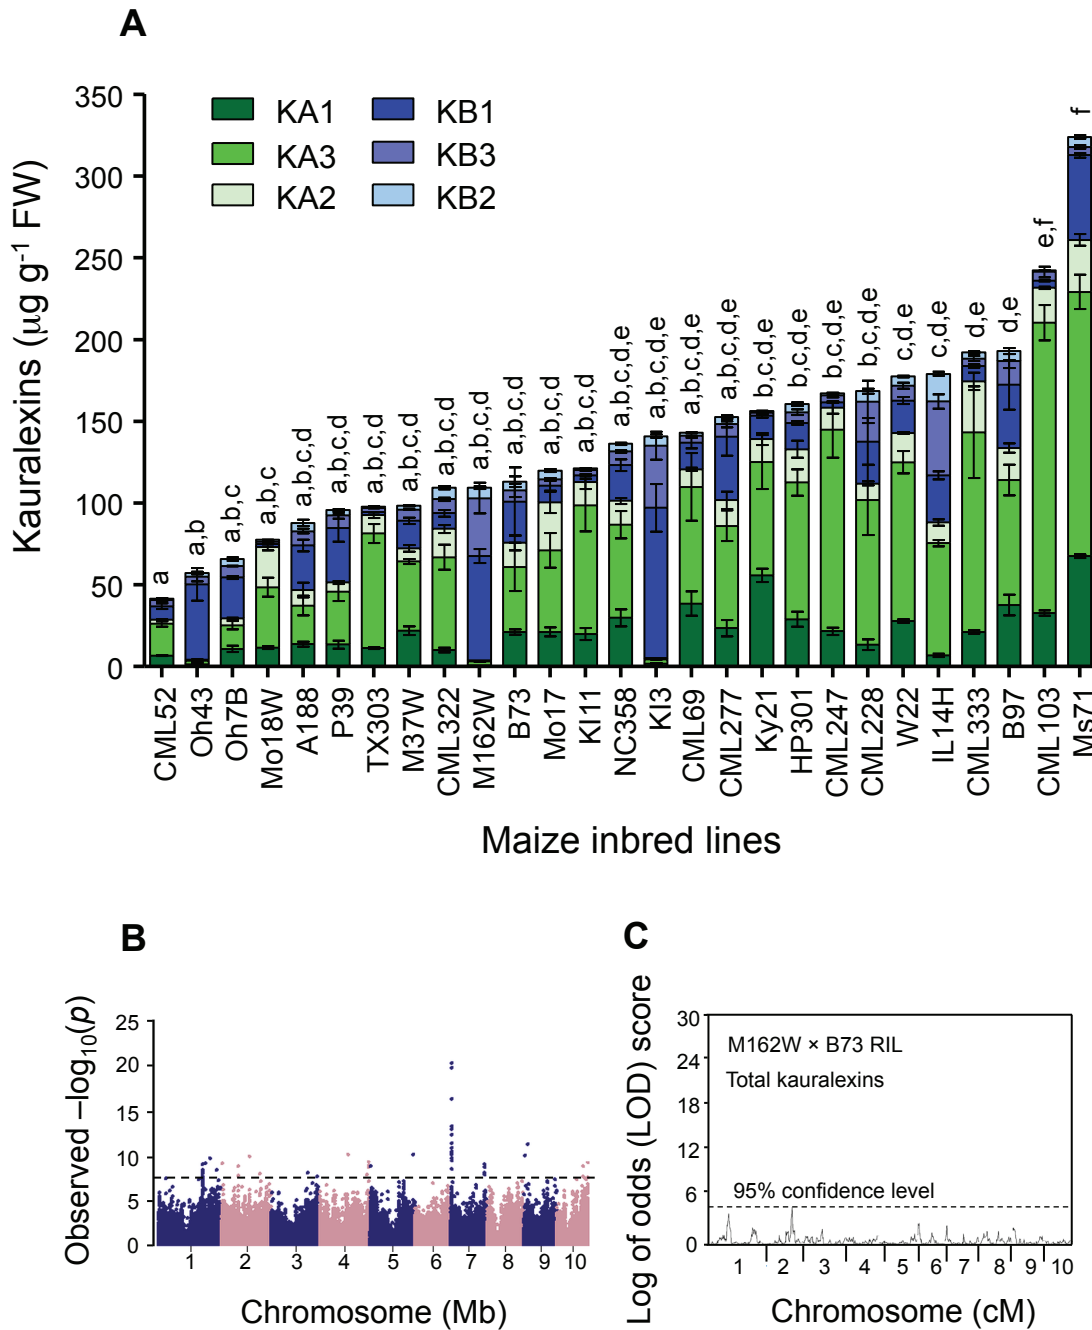 A
Kauralexins (µg g⁻¹ FW)
350
300
250
200
150
100
50
0
KA1 KB1
KA3 KB3
KA2 KB2
a
a,b
a,b,c
a,b,c
a,b,c,d
a,b,c,d
a,b,c,d
a,b,c,d
a,b,c,d
a,b,c,d
a,b,c,d
a,b,c,d
a,b,c,d
a,b,c,d,e
a,b,c,d,e
a,b,c,d,e
a,b,c,d,e
b,c,d,e
b,c,d,e
b,c,d,e
b,c,d,e
c,d,e
c,d,e
d,e
d,e
e,f
f
CML52
Oh43
Oh7B
Mo18W
A188
P39
TX303
M37W
CML322
M162W
B73
Mo17
KI11
NC358
KI3
CML69
CML277
Ky21
HP301
CML247
CML228
W22
IL14H
CML333
B97
CML103
Ms71
Maize inbred lines
B
Observed –log₁₀(p)
25
20
15
10
5
0
1 2 3 4 5 6 7 8 9 10
Chromosome (Mb)
C
Log of odds (LOD) score
30
24
18
12
6
0
M162W × B73 RIL
Total kauralexins
95% confidence level
1 2 3 4 5 6 7 8 9 10
Chromosome (cM)